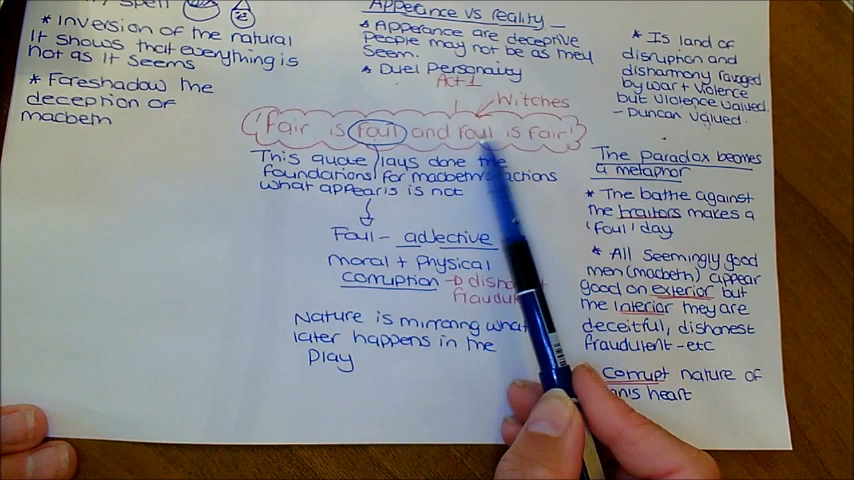 spell
* Inversion of the natural
It shows that everything is
not as it seems
* Foreshadow the
deception of
macbeth
Apperance vs reality -
* Apperance are deceptive
People may not be as they
seem.
* Duel Personality
Act 1
Witches
'Fair is foul and foul is fair'
This quote lays done the
foundations for macbeth's actions
what appears is not
Foul - adjective
moral + physical
corruption → 
Nature is mirroring what
later happens in the
Play
* Is land of
disruption and
disharmony ravaged
by war + violence
but violence valued.
- Duncan valued.
The Paradox becomes
a metaphor
* The battle against
the traitors makes a
'foul' day
* All seemingly good
men (macbeth) appear
good on exterior but
the interior they are
deceitful, dishonest
fraudulent - etc
corrupt nature of
heart